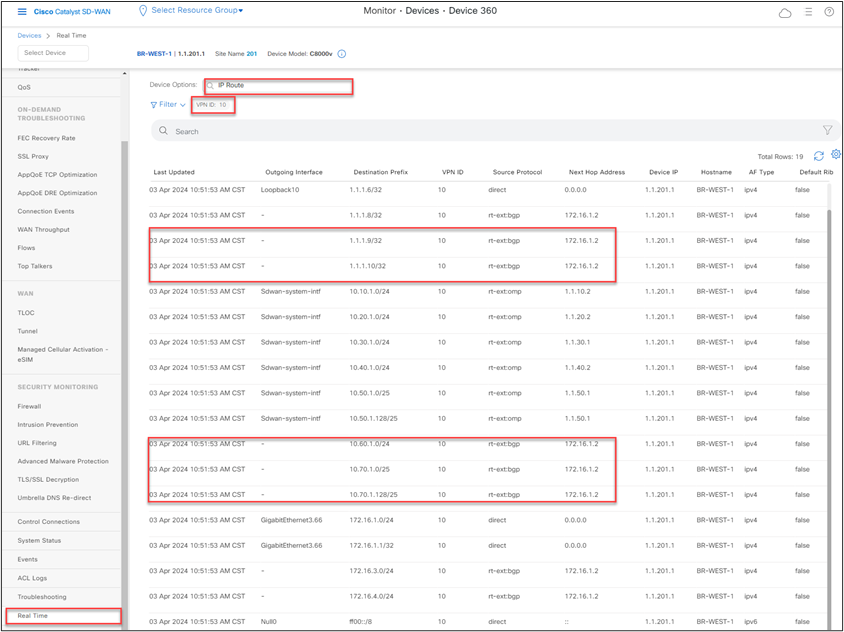 Cisco Catalyst SD-WAN
Select Resource Group
Monitor · Devices · Device 360
Devices > Real Time
Select Device
BR-WEST-1 | 1.1.201.1 Site Name 201 Device Model: C8000v
Tracker
QoS
ON-DEMAND
TROUBLESHOOTING
FEC Recovery Rate
SSL Proxy
AppQoE TCP Optimization
AppQoE DRE Optimization
Connection Events
WAN Throughput
Flows
Top Talkers
WAN
TLOC
Tunnel
Managed Cellular Activation -
eSIM
SECURITY MONITORING
Firewall
Intrusion Prevention
URL Filtering
Advanced Malware Protection
TLS/SSL Decryption
Umbrella DNS Re-direct
Control Connections
System Status
Events
ACL Logs
Troubleshooting
Real Time
Device Options: IP Route
Filter VPN ID: 10
Search
Total Rows: 19
Last Updated Outgoing Interface Destination Prefix VPN ID Source Protocol Next Hop Address Device IP Hostname AF Type Default Rib
03 Apr 2024 10:51:53 AM CST Loopback10 1.1.1.6/32 10 direct 0.0.0.0 1.1.201.1 BR-WEST-1 ipv4 false
03 Apr 2024 10:51:53 AM CST - 1.1.1.8/32 10 rt-ext:bgp 172.16.1.2 1.1.201.1 BR-WEST-1 ipv4 false
03 Apr 2024 10:51:53 AM CST - 1.1.1.9/32 10 rt-ext:bgp 172.16.1.2 1.1.201.1 BR-WEST-1 ipv4 false
03 Apr 2024 10:51:53 AM CST - 1.1.1.10/32 10 rt-ext:bgp 172.16.1.2 1.1.201.1 BR-WEST-1 ipv4 false
03 Apr 2024 10:51:53 AM CST Sdwan-system-intf 10.10.1.0/24 10 rt-ext:omp 1.1.10.2 1.1.201.1 BR-WEST-1 ipv4 false
03 Apr 2024 10:51:53 AM CST Sdwan-system-intf 10.20.1.0/24 10 rt-ext:omp 1.1.20.2 1.1.201.1 BR-WEST-1 ipv4 false
03 Apr 2024 10:51:53 AM CST Sdwan-system-intf 10.30.1.0/24 10 rt-ext:omp 1.1.30.1 1.1.201.1 BR-WEST-1 ipv4 false
03 Apr 2024 10:51:53 AM CST Sdwan-system-intf 10.40.1.0/24 10 rt-ext:omp 1.1.40.2 1.1.201.1 BR-WEST-1 ipv4 false
03 Apr 2024 10:51:53 AM CST Sdwan-system-intf 10.50.1.0/25 10 rt-ext:omp 1.1.50.1 1.1.201.1 BR-WEST-1 ipv4 false
03 Apr 2024 10:51:53 AM CST Sdwan-system-intf 10.50.1.128/25 10 rt-ext:omp 1.1.50.1 1.1.201.1 BR-WEST-1 ipv4 false
03 Apr 2024 10:51:53 AM CST - 10.60.1.0/24 10 rt-ext:bgp 172.16.1.2 1.1.201.1 BR-WEST-1 ipv4 false
03 Apr 2024 10:51:53 AM CST - 10.70.1.0/25 10 rt-ext:bgp 172.16.1.2 1.1.201.1 BR-WEST-1 ipv4 false
03 Apr 2024 10:51:53 AM CST - 10.70.1.128/25 10 rt-ext:bgp 172.16.1.2 1.1.201.1 BR-WEST-1 ipv4 false
03 Apr 2024 10:51:53 AM CST GigabitEthernet3.66 172.16.1.0/24 10 direct 0.0.0.0 1.1.201.1 BR-WEST-1 ipv4 false
03 Apr 2024 10:51:53 AM CST GigabitEthernet3.66 172.16.1.1/32 10 direct 0.0.0.0 1.1.201.1 BR-WEST-1 ipv4 false
03 Apr 2024 10:51:53 AM CST - 172.16.3.0/24 10 rt-ext:bgp 172.16.1.2 1.1.201.1 BR-WEST-1 ipv4 false
03 Apr 2024 10:51:53 AM CST - 172.16.4.0/24 10 rt-ext:bgp 172.16.1.2 1.1.201.1 BR-WEST-1 ipv4 false
03 Apr 2024 10:51:53 AM CST Null0 ff00::/8 10 direct :: 1.1.201.1 BR-WEST-1 ipv6 false